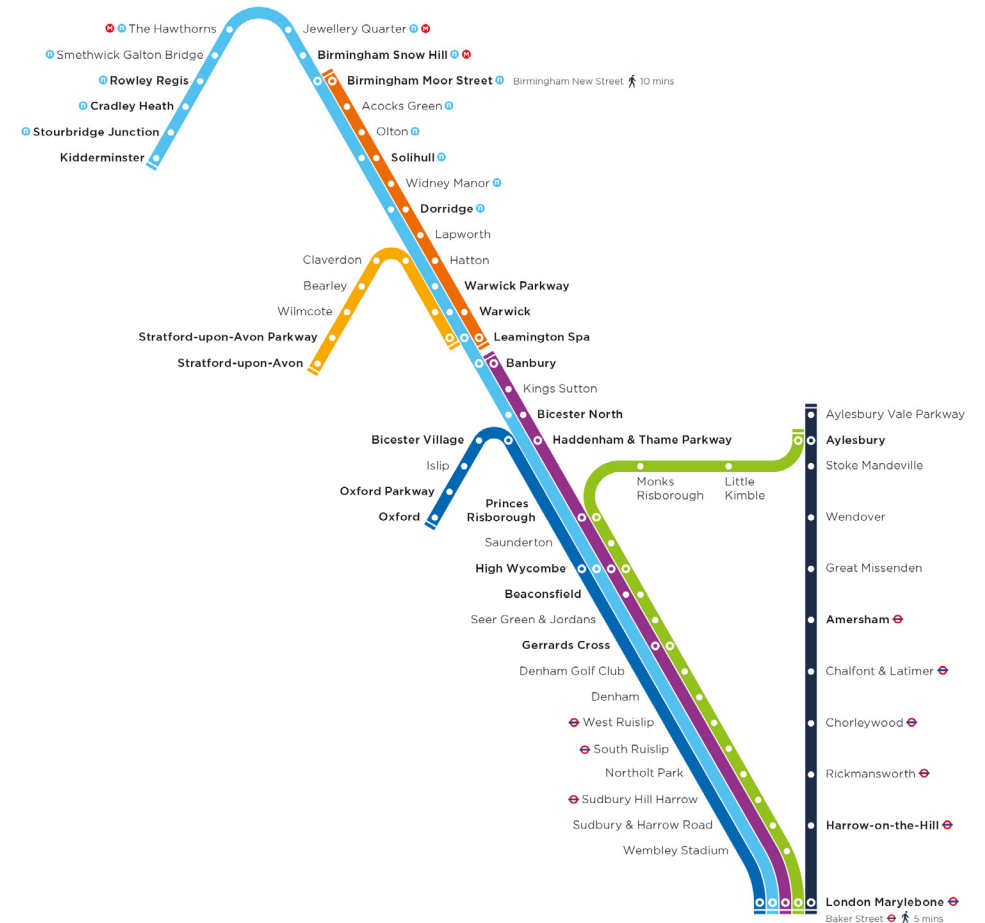 The Hawthorns
Jewellery Quarter
Smethwick Galton Bridge
Birmingham Snow Hill
Rowley Regis
Birmingham Moor Street
Birmingham New Street 10 mins
Cradley Heath
Acocks Green
Stourbridge Junction
Olton
Kidderminster
Solihull
Widney Manor
Dorridge
Lapworth
Claverdon
Hatton
Bearley
Warwick Parkway
Wilmcote
Warwick
Stratford-upon-Avon Parkway
Leamington Spa
Stratford-upon-Avon
Banbury
Kings Sutton
Bicester North
Aylesbury Vale Parkway
Bicester Village
Haddenham & Thame Parkway
Aylesbury
Islip
Stoke Mandeville
Monks
Risborough
Little
Kimble
Oxford Parkway
Princes
Risborough
Oxford
Wendover
Saunderton
High Wycombe
Great Missenden
Beaconsfield
Seer Green & Jordans
Amersham
Gerrards Cross
Denham Golf Club
Chalfont & Latimer
Denham
West Ruislip
Chorleywood
South Ruislip
Northolt Park
Rickmansworth
Sudbury Hill Harrow
Sudbury & Harrow Road
Harrow-on-the-Hill
Wembley Stadium
London Marylebone
Baker Street 5 mins